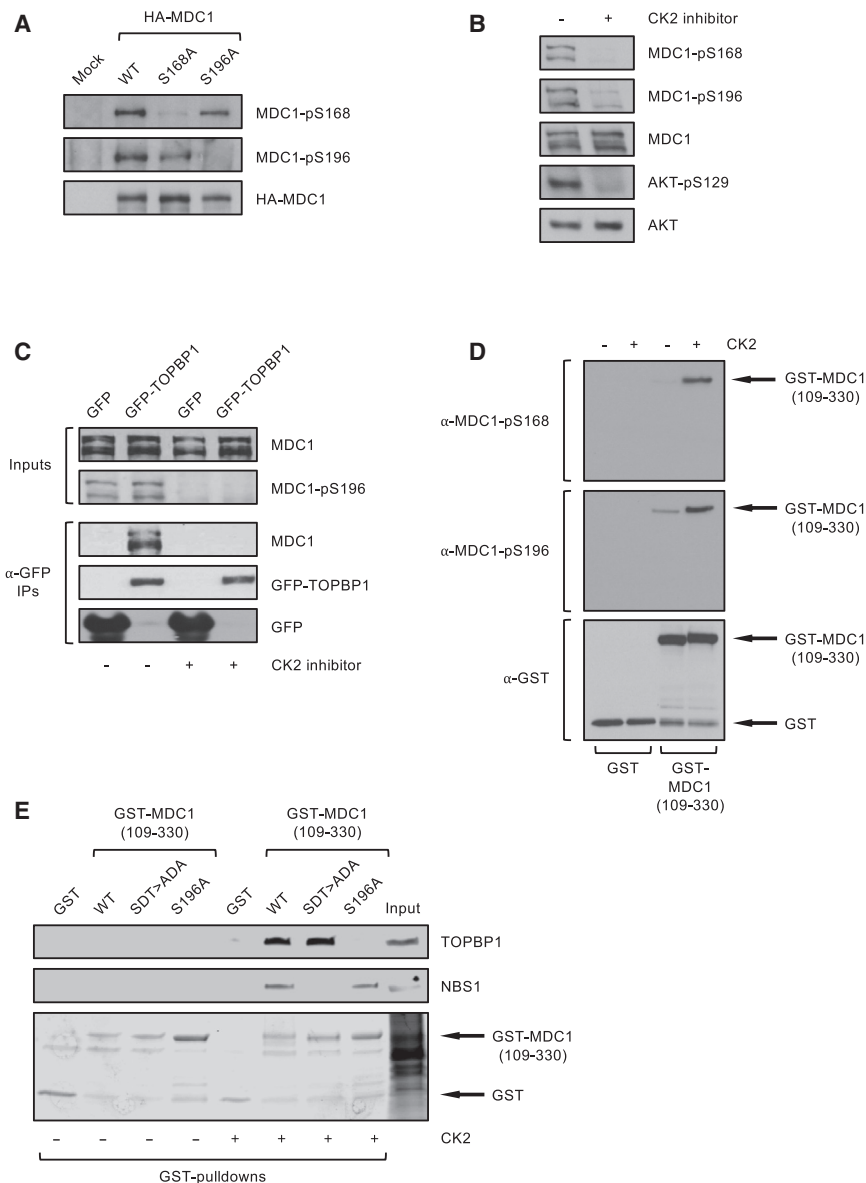 A
HA-MDC1
Mock
WT
S168A
S196A
MDC1-pS168
MDC1-pS196
HA-MDC1
B
- + CK2 inhibitor
MDC1-pS168
MDC1-pS196
MDC1
AKT-pS129
AKT
C
GFP
GFP-TOPBP1
GFP
GFP-TOPBP1
Inputs
MDC1
MDC1-pS196
α-GFP
IPs
MDC1
GFP-TOPBP1
GFP
- - + + CK2 inhibitor
D
- + - + CK2
α-MDC1-pS168
GST-MDC1
(109-330)
α-MDC1-pS196
GST-MDC1
(109-330)
α-GST
GST-MDC1
(109-330)
GST
GST
GST-
MDC1
(109-330)
E
GST-MDC1
(109-330)
GST-MDC1
(109-330)
GST
WT
SDT>ADA
S196A
GST
WT
SDT>ADA
S196A
Input
TOPBP1
NBS1
GST-MDC1
(109-330)
GST
- - - - + + + + CK2
GST-pulldowns